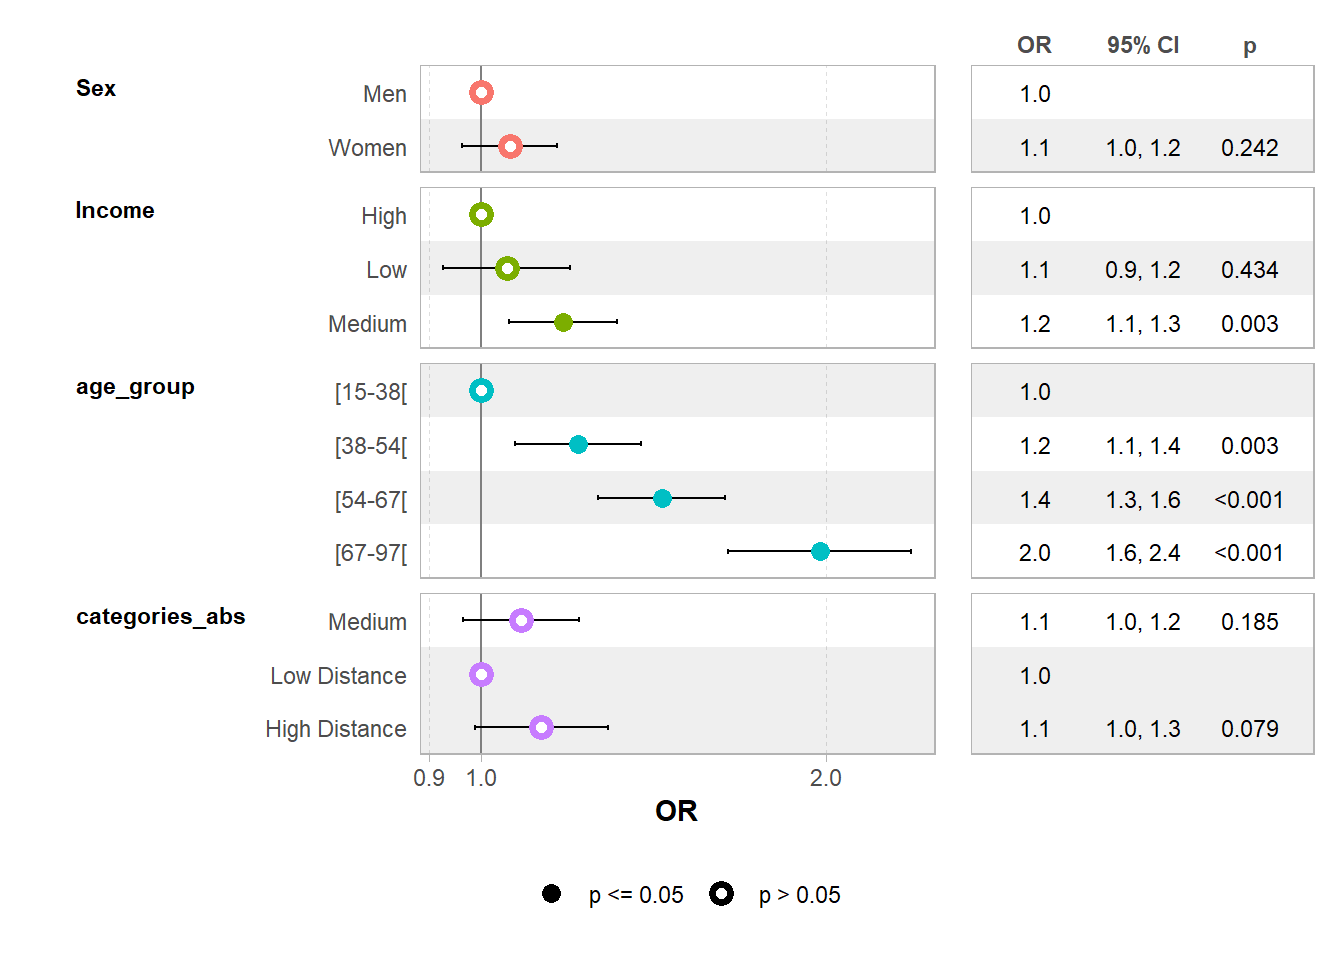 OR 95% CI p
Sex
Men 1.0
Women 1.1 1.0, 1.2 0.242
Income
High 1.0
Low 1.1 0.9, 1.2 0.434
Medium 1.2 1.1, 1.3 0.003
age_group
[15-38[ 1.0
[38-54[ 1.2 1.1, 1.4 0.003
[54-67[ 1.4 1.3, 1.6 <0.001
[67-97[ 2.0 1.6, 2.4 <0.001
categories_abs
Medium 1.1 1.0, 1.2 0.185
Low Distance 1.0
High Distance 1.1 1.0, 1.3 0.079
0.9 1.0 2.0
OR
p <= 0.05 p > 0.05